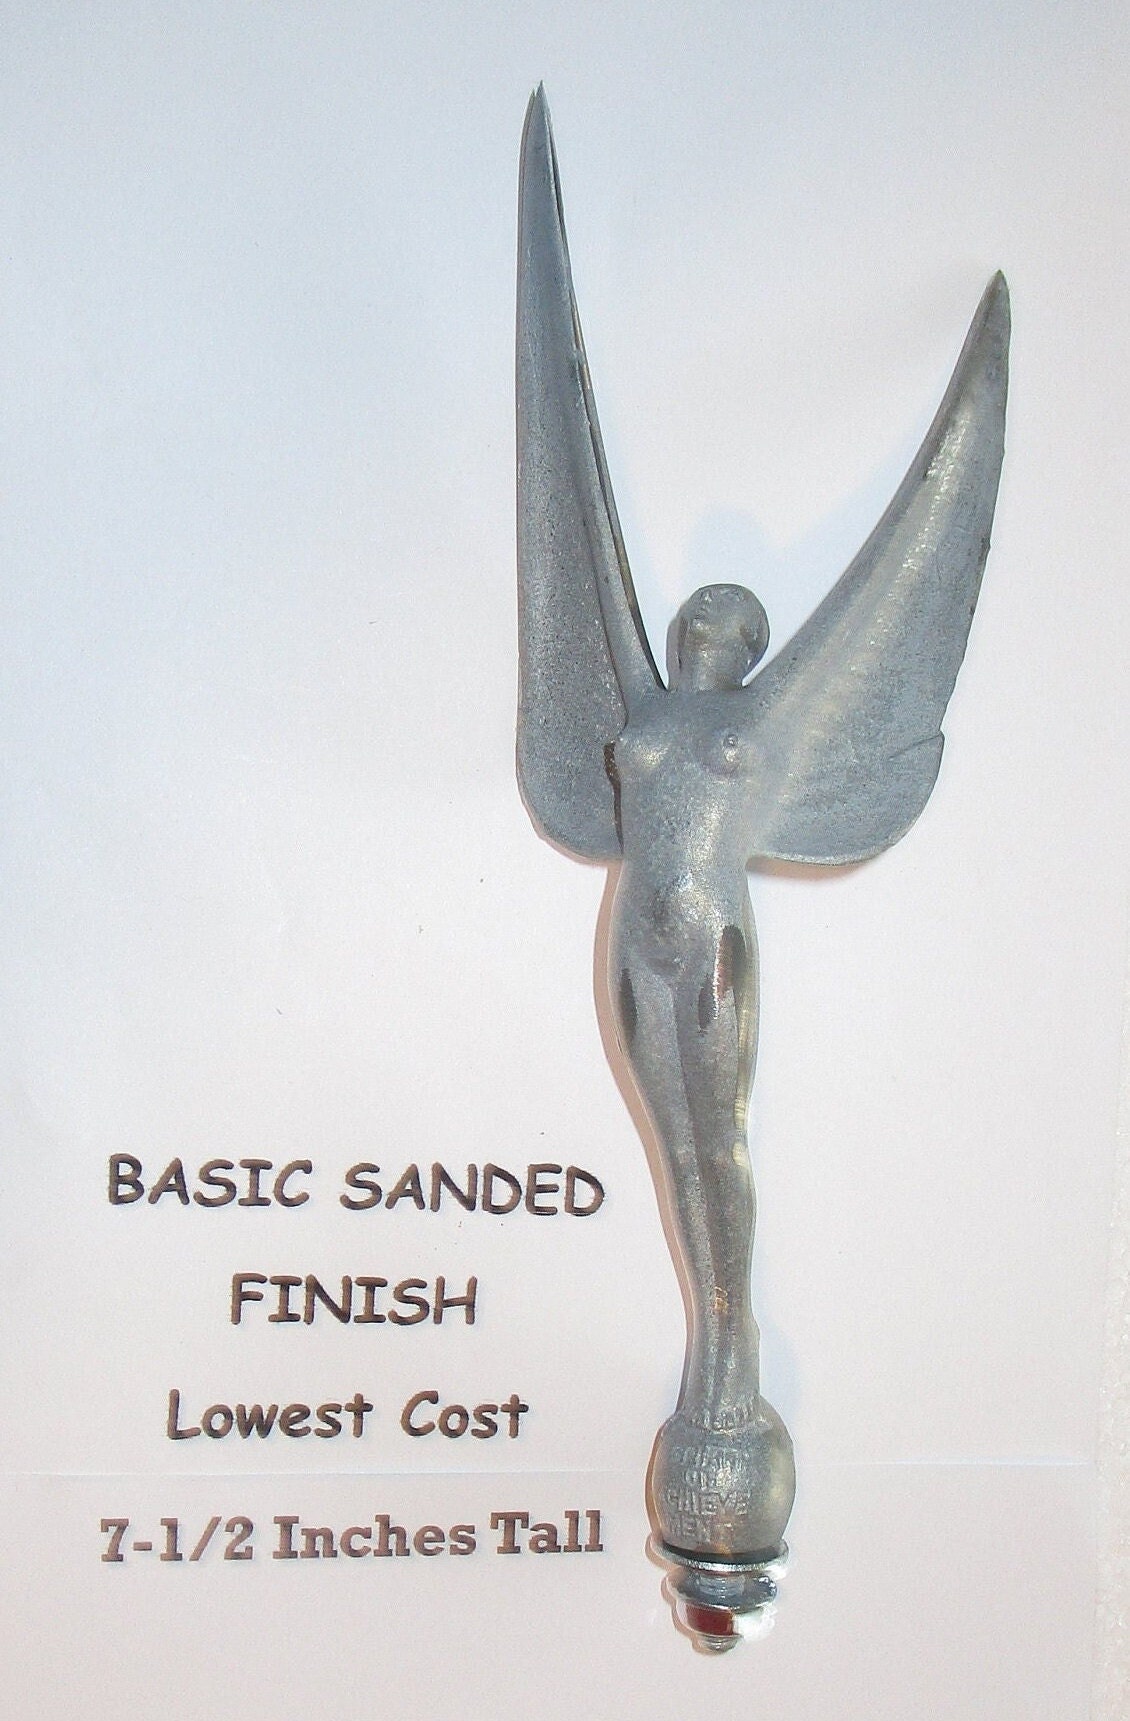 BASIC SANDED
FINISH
Lowest Cost
7-1/2 Inches Tall